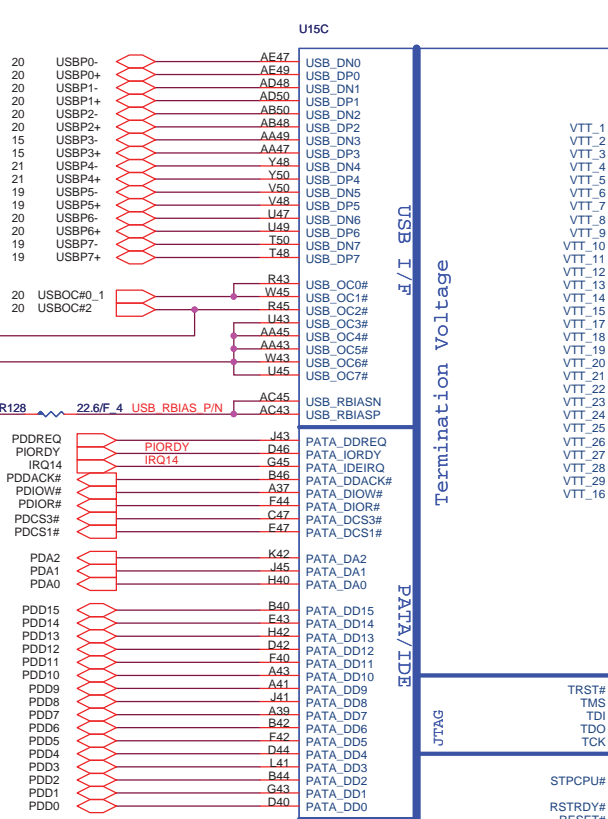 U15C
20 USBP0- AE47 USB_DN0
20 USBP0+ AE49 USB_DP0
20 USBP1- AD48 USB_DN1
20 USBP1+ AD50 USB_DP1
20 USBP2- AB50 USB_DN2
20 USBP2+ AB48 USB_DP2 VTT_1
15 USBP3- AA49 USB_DN3 VTT_2
15 USBP3+ AA47 USB_DP3 VTT_3
21 USBP4- Y48 USB_DN4 VTT_4
21 USBP4+ Y50 USB_DP4 VTT_5
19 USBP5- V50 USB_DN5 VTT_6
19 USBP5+ V48 USB_DP5 VTT_7
20 USBP6- U47 USB_DN6 VTT_8
20 USBP6+ U49 USB_DP6 VTT_9
19 USBP7- T50 USB_DN7 VTT_10
19 USBP7+ T48 USB_DP7 VTT_11
USB I/F
VTT_12
R43 USB_OC0# VTT_13
20 USBOC#0_1 W45 USB_OC1# VTT_14
20 USBOC#2 R45 USB_OC2# VTT_15
U43 USB_OC3# VTT_17
AA45 USB_OC4# VTT_18
AA43 USB_OC5# VTT_19
W43 USB_OC6# VTT_20
U45 USB_OC7# VTT_21
Termination Voltage
VTT_22
R128 22.6/F_4 USB_RBIAS_P/N AC45 USB_RBIASN VTT_23
AC43 USB_RBIASP VTT_24
VTT_25
PDDREQ J43 PATA_DDREQ VTT_26
PIORDY PIORDY D46 PATA_IORDY VTT_27
IRQ14 IRQ14 G45 PATA_IDEIRQ VTT_28
PDDACK# B46 PATA_DDACK# VTT_29
PDIOW# A37 PATA_DIOW# VTT_16
PDIOR# F44 PATA_DIOR#
PDCS3# C47 PATA_DCS3#
PDCS1# E47 PATA_DCS1#
PDA2 K42 PATA_DA2
PDA1 J45 PATA_DA1
PDA0 H40 PATA_DA0
PATA/IDE
PDD15 B40 PATA_DD15
PDD14 E43 PATA_DD14
PDD13 H42 PATA_DD13
PDD12 D42 PATA_DD12
PDD11 F40 PATA_DD11
PDD10 A43 PATA_DD10
PDD9 A41 PATA_DD9 TRST#
PDD8 J41 PATA_DD8 TMS
PDD7 A39 PATA_DD7 TDI
PDD6 B42 PATA_DD6 TDO
PDD5 F42 PATA_DD5 TCK
JTAG
PDD4 D44 PATA_DD4
PDD3 L41 PATA_DD3
PDD2 B44 PATA_DD2 STPCPU#
PDD1 G43 PATA_DD1
PDD0 D40 PATA_DD0 RSTRDY#
RESET#